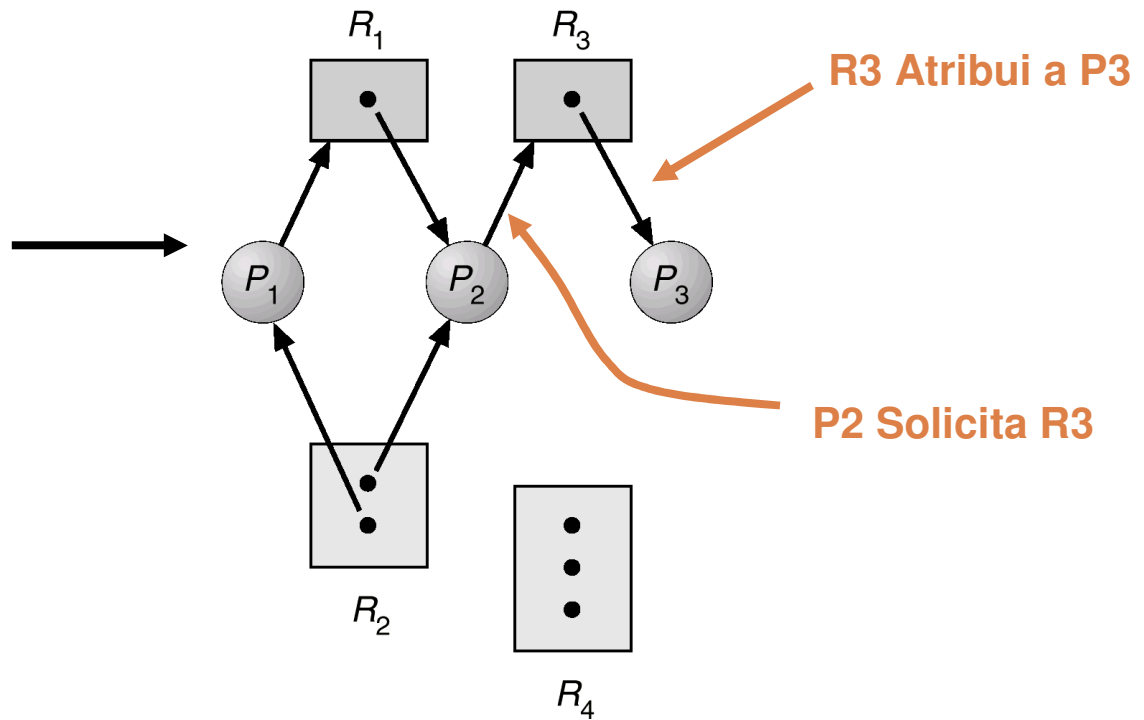 R1
R3
R3 Atribui a P3
P1
P2
P3
P2 Solicita R3
R2
R4